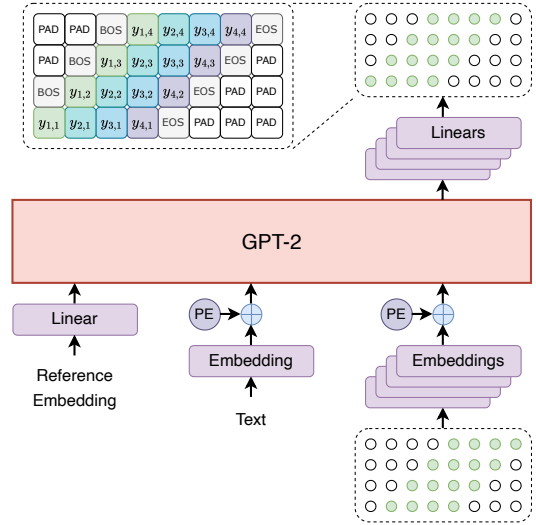 PAD PAD BOS y1,4 y2,4 y3,4 y4,4 EOS
PAD BOS y1,3 y2,3 y3,3 y4,3 EOS PAD
BOS y1,2 y2,2 y3,2 y4,2 EOS PAD PAD
y1,1 y2,1 y3,1 y4,1 EOS PAD PAD PAD
Linears
GPT-2
Linear
PE
PE
Embedding
Embeddings
Reference
Embedding
Text